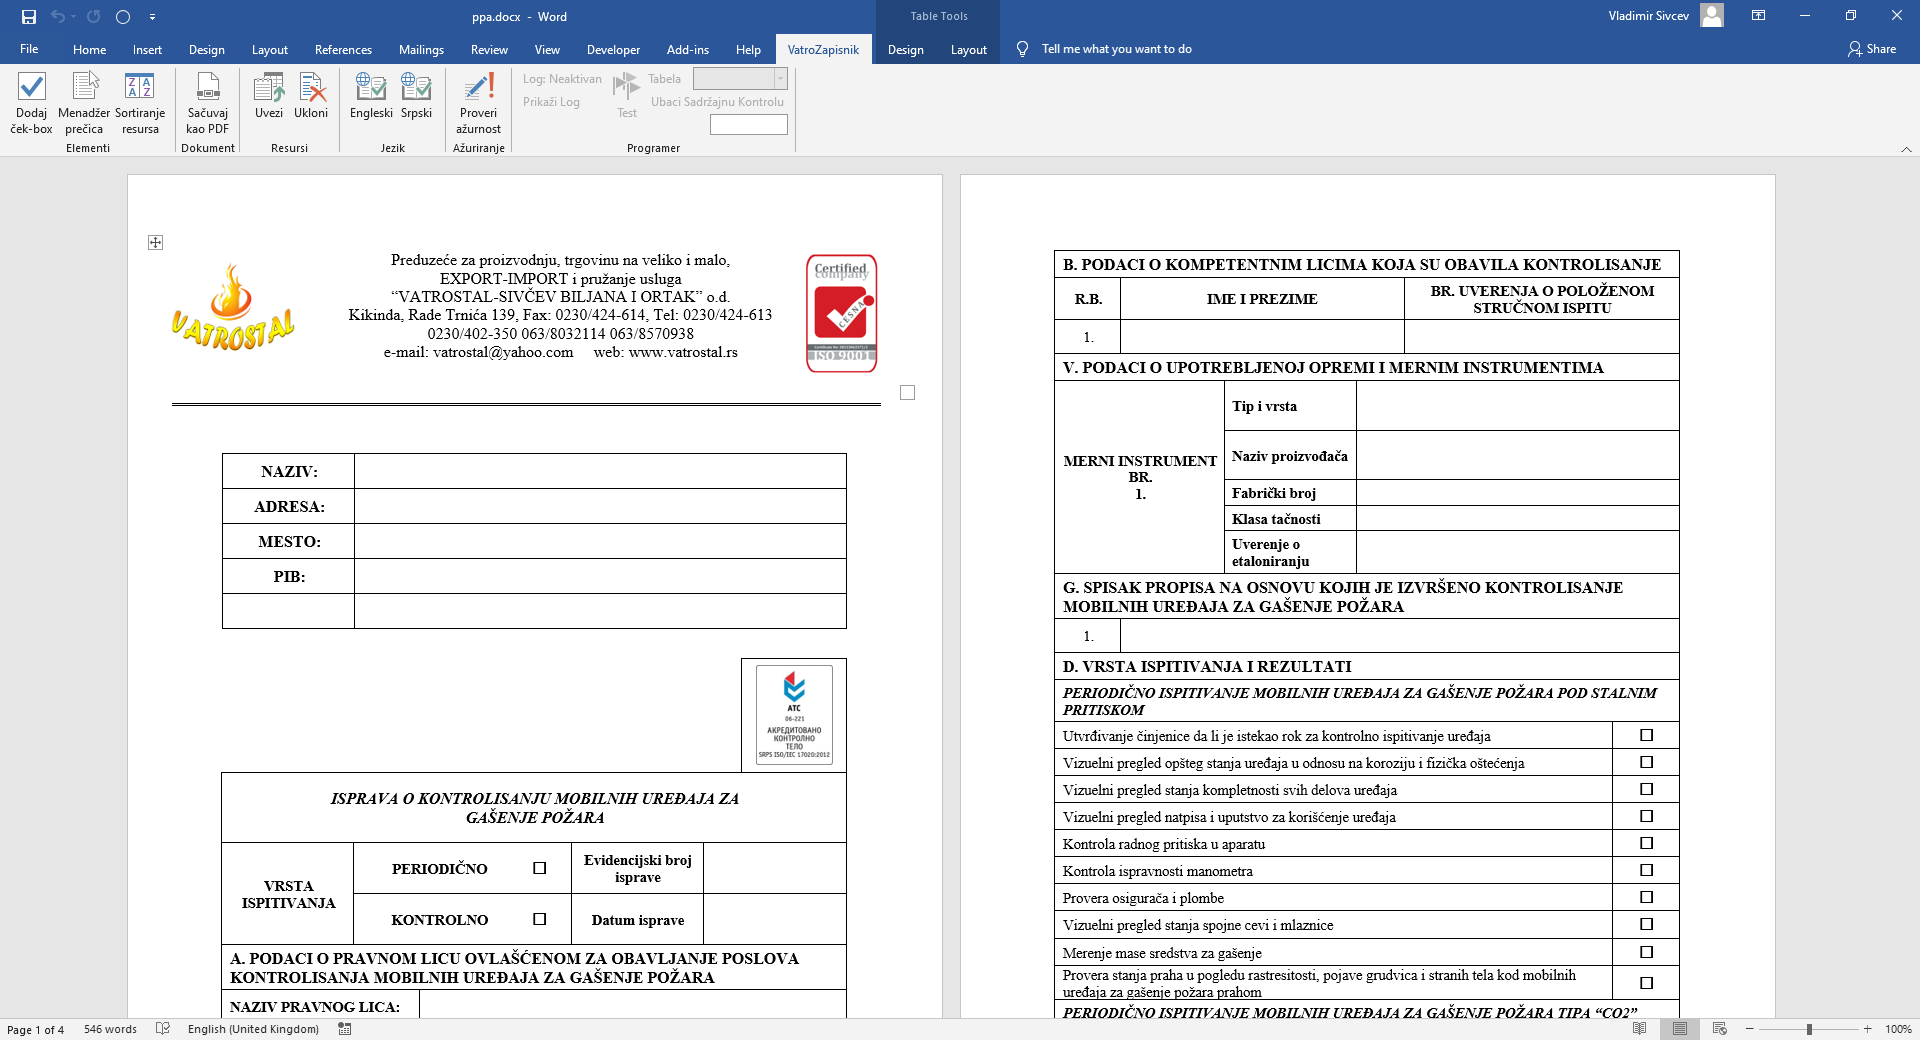 ppa.docx - Word
Table Tools
Vladimir Sivcev
File Home Insert Design Layout References Mailings Review View Developer Add-ins Help VatroZapisnik Design Layout Tell me what you want to do Share
Dodaj ček-box
Menadžer prečica
Sortiranje resursa
Elementi
Sačuvaj kao PDF
Dokument
Uvezi
Ukloni
Resursi
Engleski
Srpski
Jezik
Proveri ažurnost
Ažuriranje
Log: Neaktivan
Prikaži Log
Test
Tabela
Ubaci Sadržajnu Kontrolu
Programer
VATROSTAL
Preduzeće za proizvodnju, trgovinu na veliko i malo,
EXPORT-IMPORT i pružanje usluga
“VATROSTAL-SIVČEV BILJANA I ORTAK” o.d.
Kikinda, Rade Trnića 139, Fax: 0230/424-614, Tel: 0230/424-613
0230/402-350 063/8032114 063/8570938
e-mail: vatrostal@yahoo.com web: www.vatrostal.rs
Certified
company
CESNA
ISO 9001
NAZIV:
ADRESA:
MESTO:
PIB:
АТС
06-221
АКРЕДИТОВАНО
КОНТРОЛНО
ТЕЛО
SRPS ISO/IEC 17020:2012
ISPRAVA O KONTROLISANJU MOBILNIH UREĐAJA ZA
GAŠENJE POŽARA
VRSTA
ISPITIVANJA
PERIODIČNO ☐
Evidencijski broj
isprave
KONTROLNO ☐
Datum isprave
A. PODACI O PRAVNOM LICU OVLAŠĆENOM ZA OBAVLJANJE POSLOVA
KONTROLISANJA MOBILNIH UREĐAJA ZA GAŠENJE POŽARA
NAZIV PRAVNOG LICA:
B. PODACI O KOMPETENTNIM LICIMA KOJA SU OBAVILA KONTROLISANJE
R.B.
IME I PREZIME
BR. UVERENJA O POLOŽENOM
STRUČNOM ISPITU
1.
V. PODACI O UPOTREBLJENOJ OPREMI I MERNIM INSTRUMENTIMA
MERNI INSTRUMENT
BR.
1.
Tip i vrsta
Naziv proizvođača
Fabrički broj
Klasa tačnosti
Uverenje o
etaloniranju
G. SPISAK PROPISA NA OSNOVU KOJIH JE IZVRŠENO KONTROLISANJE
MOBILNIH UREĐAJA ZA GAŠENJE POŽARA
1.
D. VRSTA ISPITIVANJA I REZULTATI
PERIODIČNO ISPITIVANJE MOBILNIH UREĐAJA ZA GAŠENJE POŽARA POD STALNIM
PRITISKOM
Utvrđivanje činjenice da li je istekao rok za kontrolno ispitivanje uređaja ☐
Vizuelni pregled opšteg stanja uređaja u odnosu na koroziju i fizička oštećenja ☐
Vizuelni pregled stanja kompletnosti svih delova uređaja ☐
Vizuelni pregled natpisa i uputstvo za korišćenje uređaja ☐
Kontrola radnog pritiska u aparatu ☐
Kontrola ispravnosti manometra ☐
Provera osigurača i plombe ☐
Vizuelni pregled stanja spojne cevi i mlaznice ☐
Merenje mase sredstva za gašenje ☐
Provera stanja praha u pogledu rastresitosti, pojave grudvica i stranih tela kod mobilnih
uređaja za gašenje požara prahom ☐
PERIODIČNO ISPITIVANJE MOBILNIH UREĐAJA ZA GAŠENJE POŽARA TIPA “CO2”
Page 1 of 4 546 words English (United Kingdom) 100%